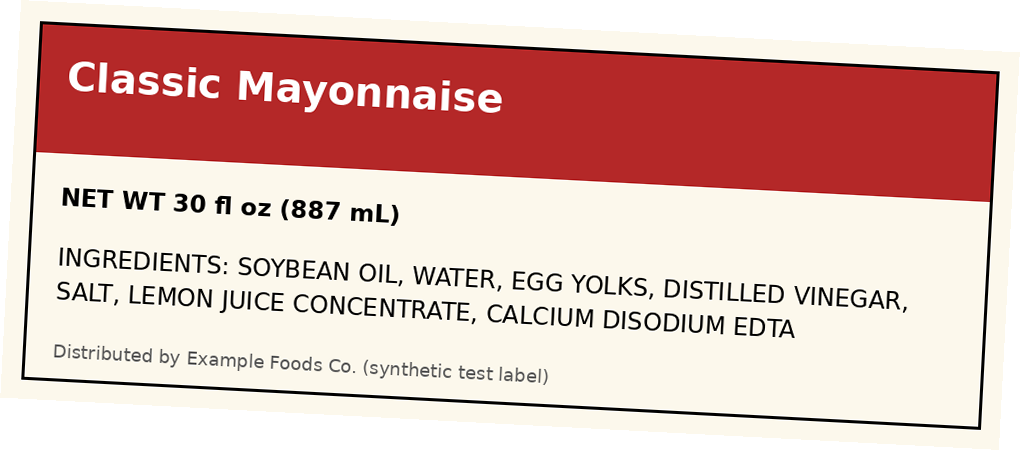 Classic Mayonnaise
NET WT 30 fl oz (887 mL)
INGREDIENTS: SOYBEAN OIL, WATER, EGG YOLKS, DISTILLED VINEGAR,
SALT, LEMON JUICE CONCENTRATE, CALCIUM DISODIUM EDTA
Distributed by Example Foods Co. (synthetic test label)